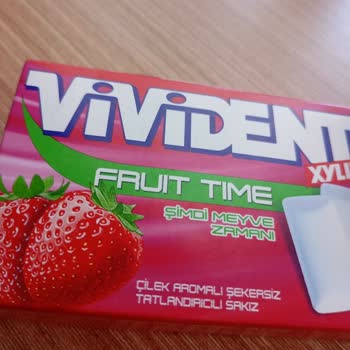 ViViDENT
XYLI
FRUIT TIME
ŞİMDİ MEYVE
ZAMANI
ÇİLEK AROMALI ŞEKERSİZ
TATLANDIRICILI SAKIZ